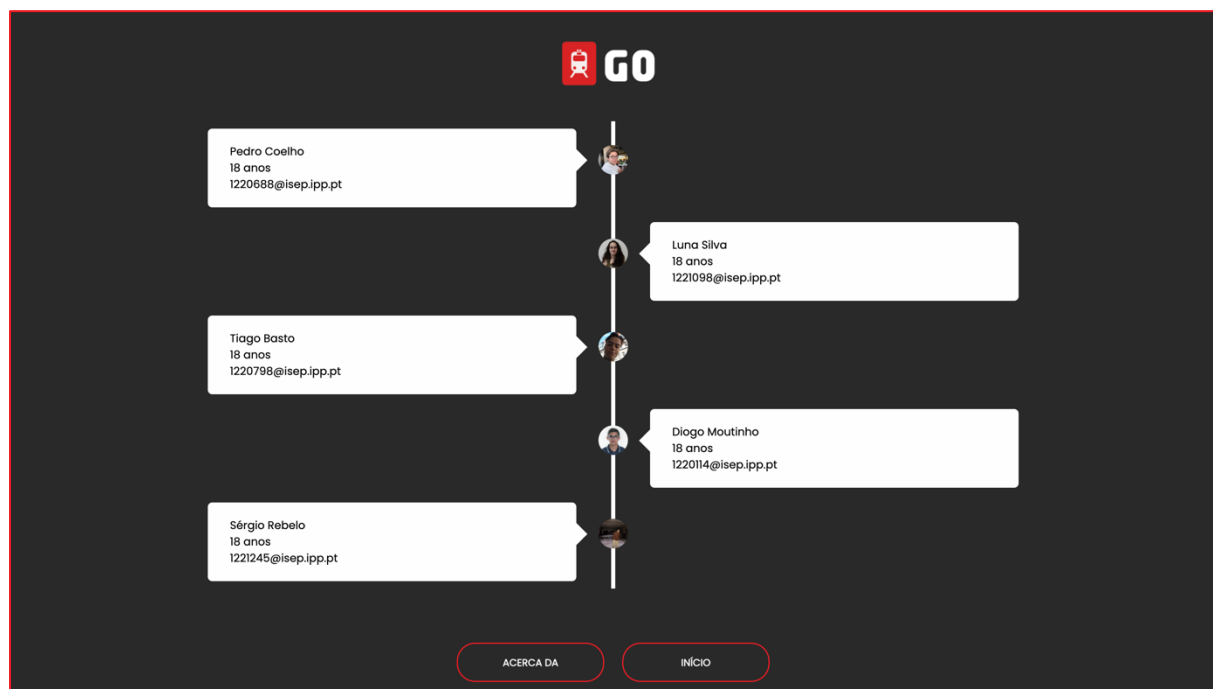 GO
Pedro Coelho
18 anos
1220688@isep.ipp.pt
Luna Silva
18 anos
1221098@isep.ipp.pt
Tiago Basto
18 anos
1220798@isep.ipp.pt
Diogo Moutinho
18 anos
1220114@isep.ipp.pt
Sérgio Rebelo
18 anos
1221245@isep.ipp.pt
ACERCA DA
INÍCIO